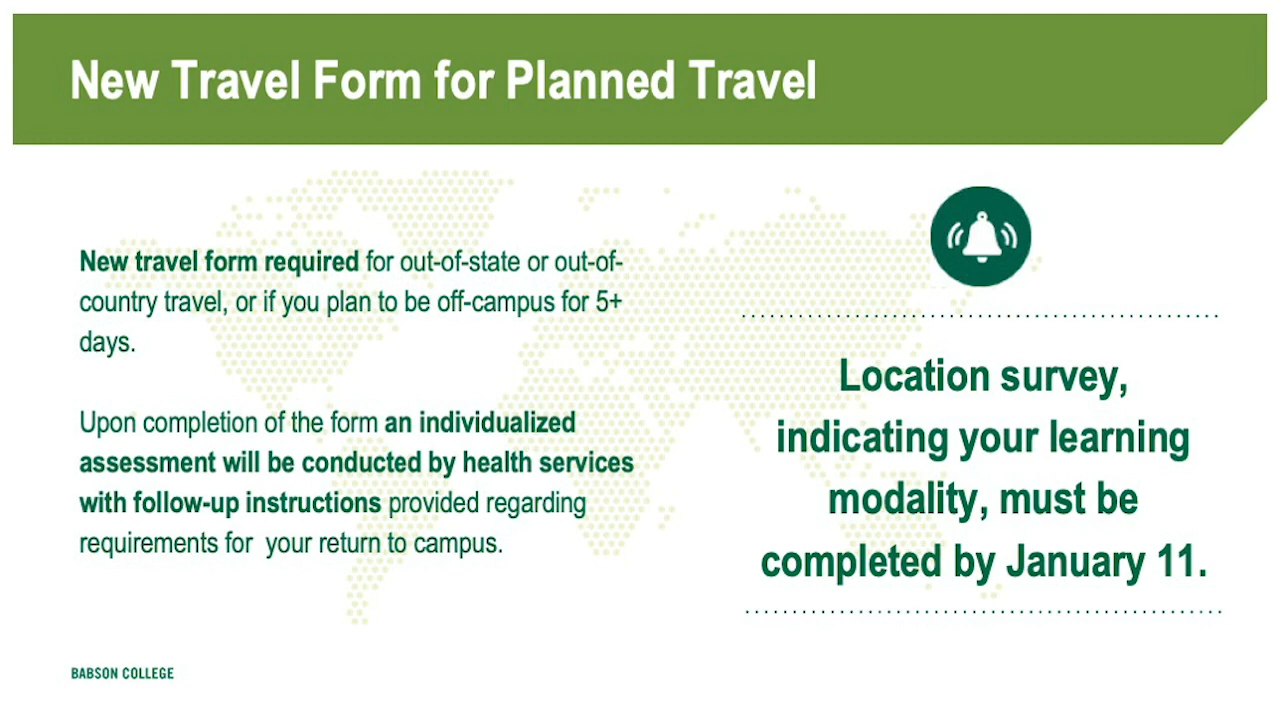 New Travel Form for Planned Travel
New travel form required for out-of-state or out-of-
country travel, or if you plan to be off-campus for 5+
days.
Upon completion of the form an individualized
assessment will be conducted by health services
with follow-up instructions provided regarding
requirements for  your return to campus.
Location survey,
indicating your learning
modality, must be
completed by January 11.
BABSON COLLEGE